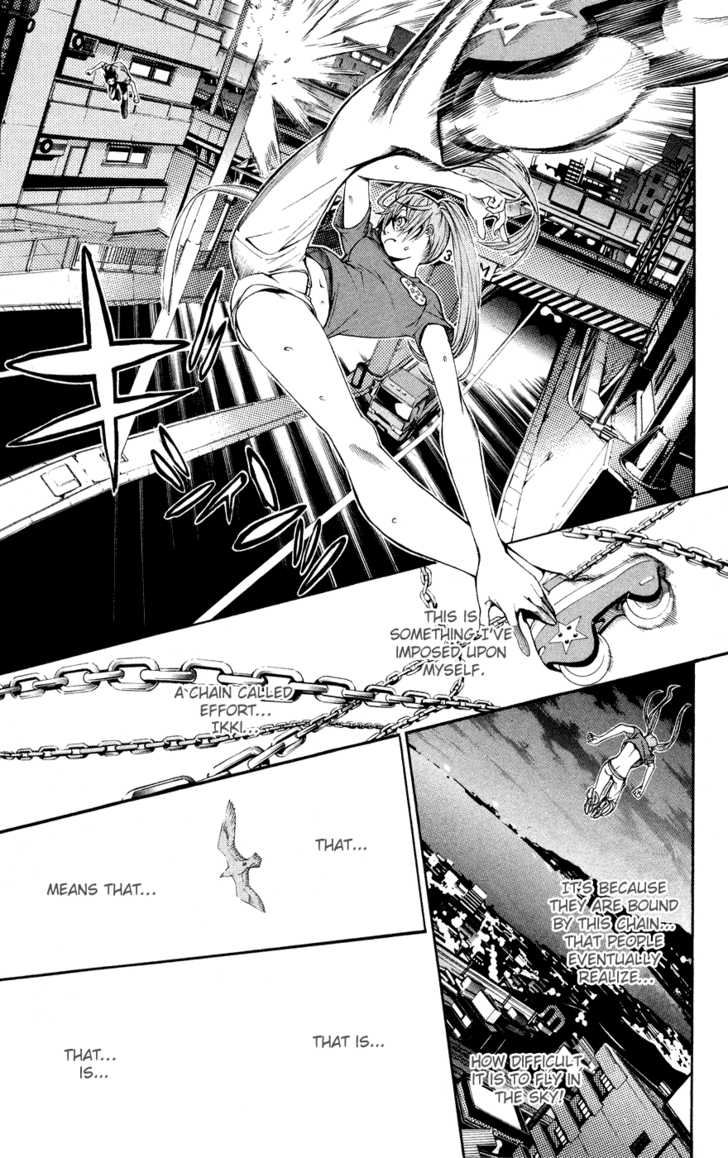 THIS IS
SOMETHING I'VE
IMPOSED UPON
MYSELF.
A CHAIN CALLED
EFFORT...
IKKI...
IT'S BECAUSE
THEY ARE BOUND
BY THIS CHAIN...
THAT PEOPLE
EVENTUALLY
REALIZE...
HOW DIFFICULT
IT IS TO FLY IN
THE SKY!
THAT...
MEANS THAT...
THAT IS...
THAT...
IS...